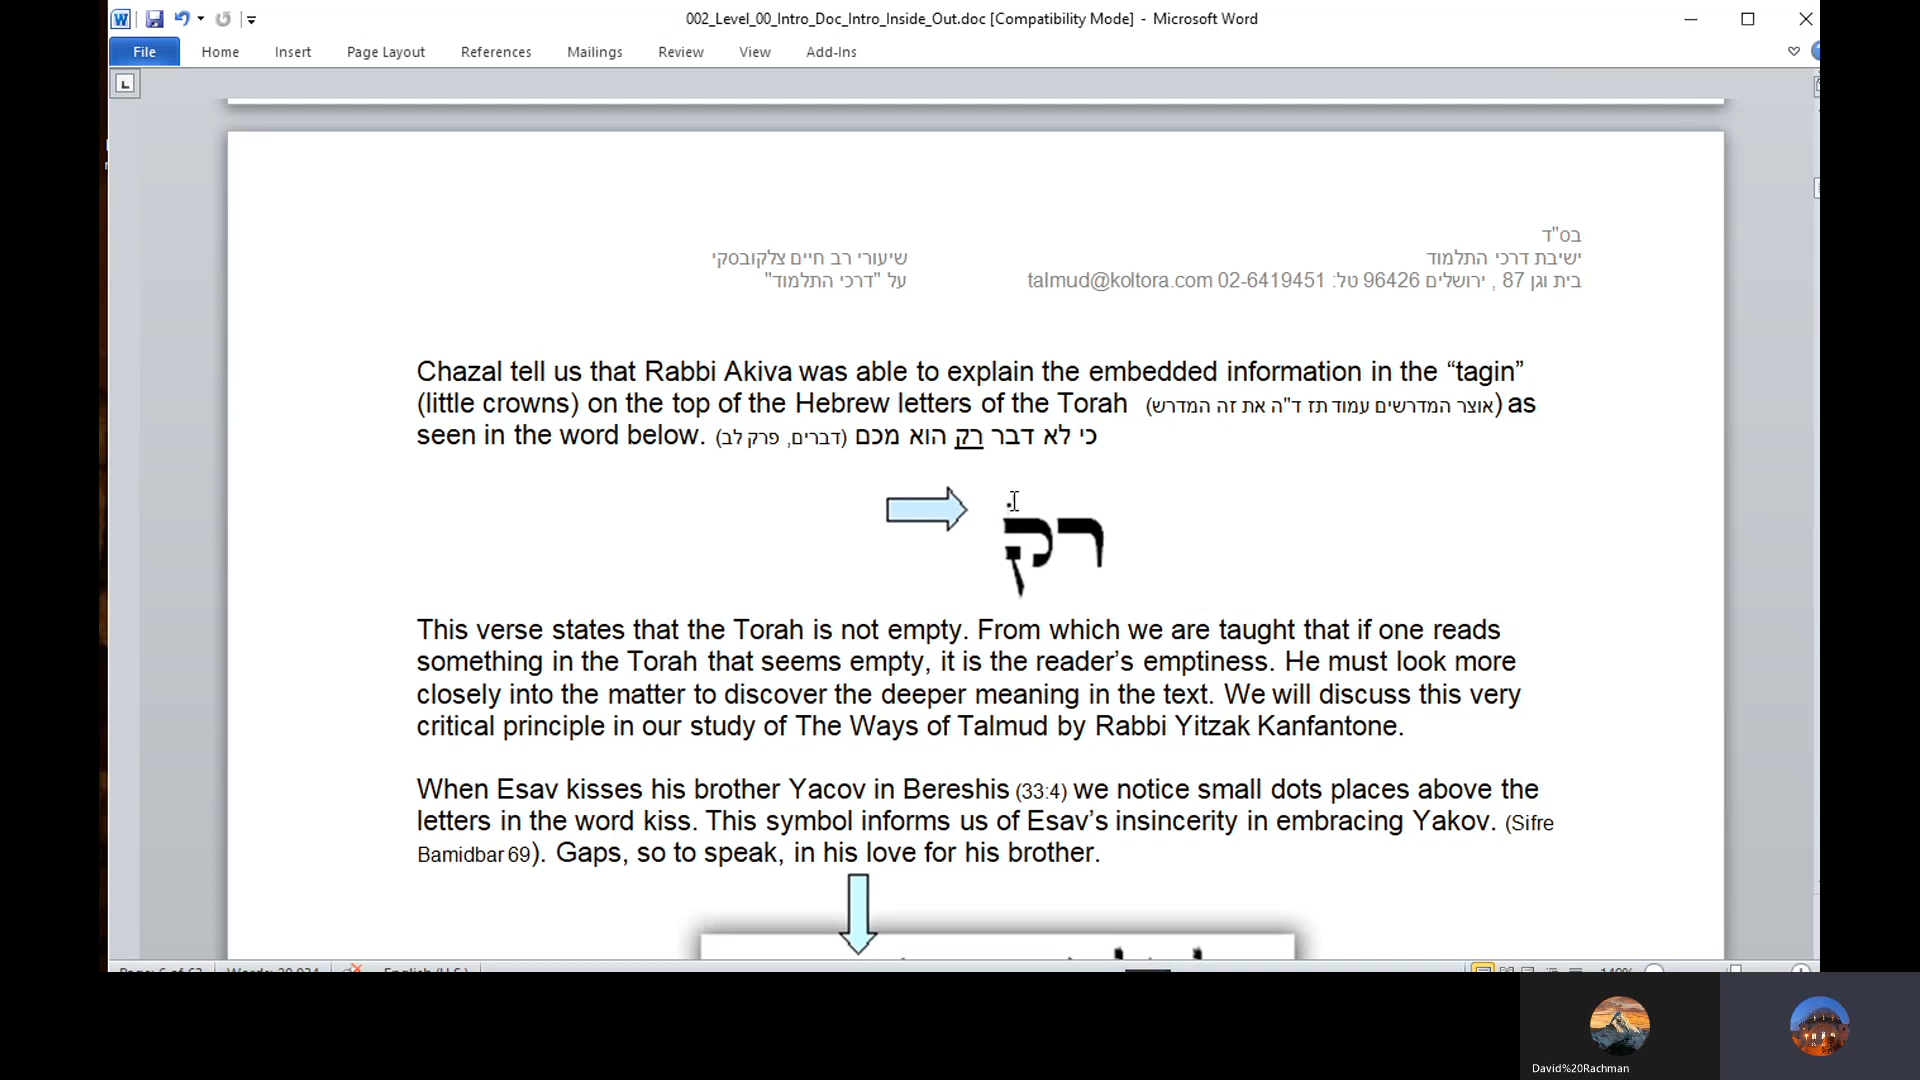 002_Level_00_Intro_Doc_Intro_Inside_Out.doc [Compatibility Mode] - Microsoft Word
File Home Insert Page Layout References Mailings Review View Add-Ins
בס"ד
ישיבת דרכי התלמוד
שיעורי רב חיים צלקובסקי
בית וגן 87 , ירושלים 96426 טל: 02-6419451 talmud@koltora.com
על "דרכי התלמוד"
Chazal tell us that Rabbi Akiva was able to explain the embedded information in the “tagin”
(little crowns) on the top of the Hebrew letters of the Torah (אוצר המדרשים עמוד תז ד"ה את זה המדרש) as
seen in the word below. כי לא דבר רק הוא מכם (דברים, פרק לב)
רק
This verse states that the Torah is not empty. From which we are taught that if one reads
something in the Torah that seems empty, it is the reader’s emptiness. He must look more
closely into the matter to discover the deeper meaning in the text. We will discuss this very
critical principle in our study of The Ways of Talmud by Rabbi Yitzak Kanfantone.
When Esav kisses his brother Yacov in Bereshis (33:4) we notice small dots places above the
letters in the word kiss. This symbol informs us of Esav’s insincerity in embracing Yakov. (Sifre
Bamidbar 69). Gaps, so to speak, in his love for his brother.
David%20Rachman